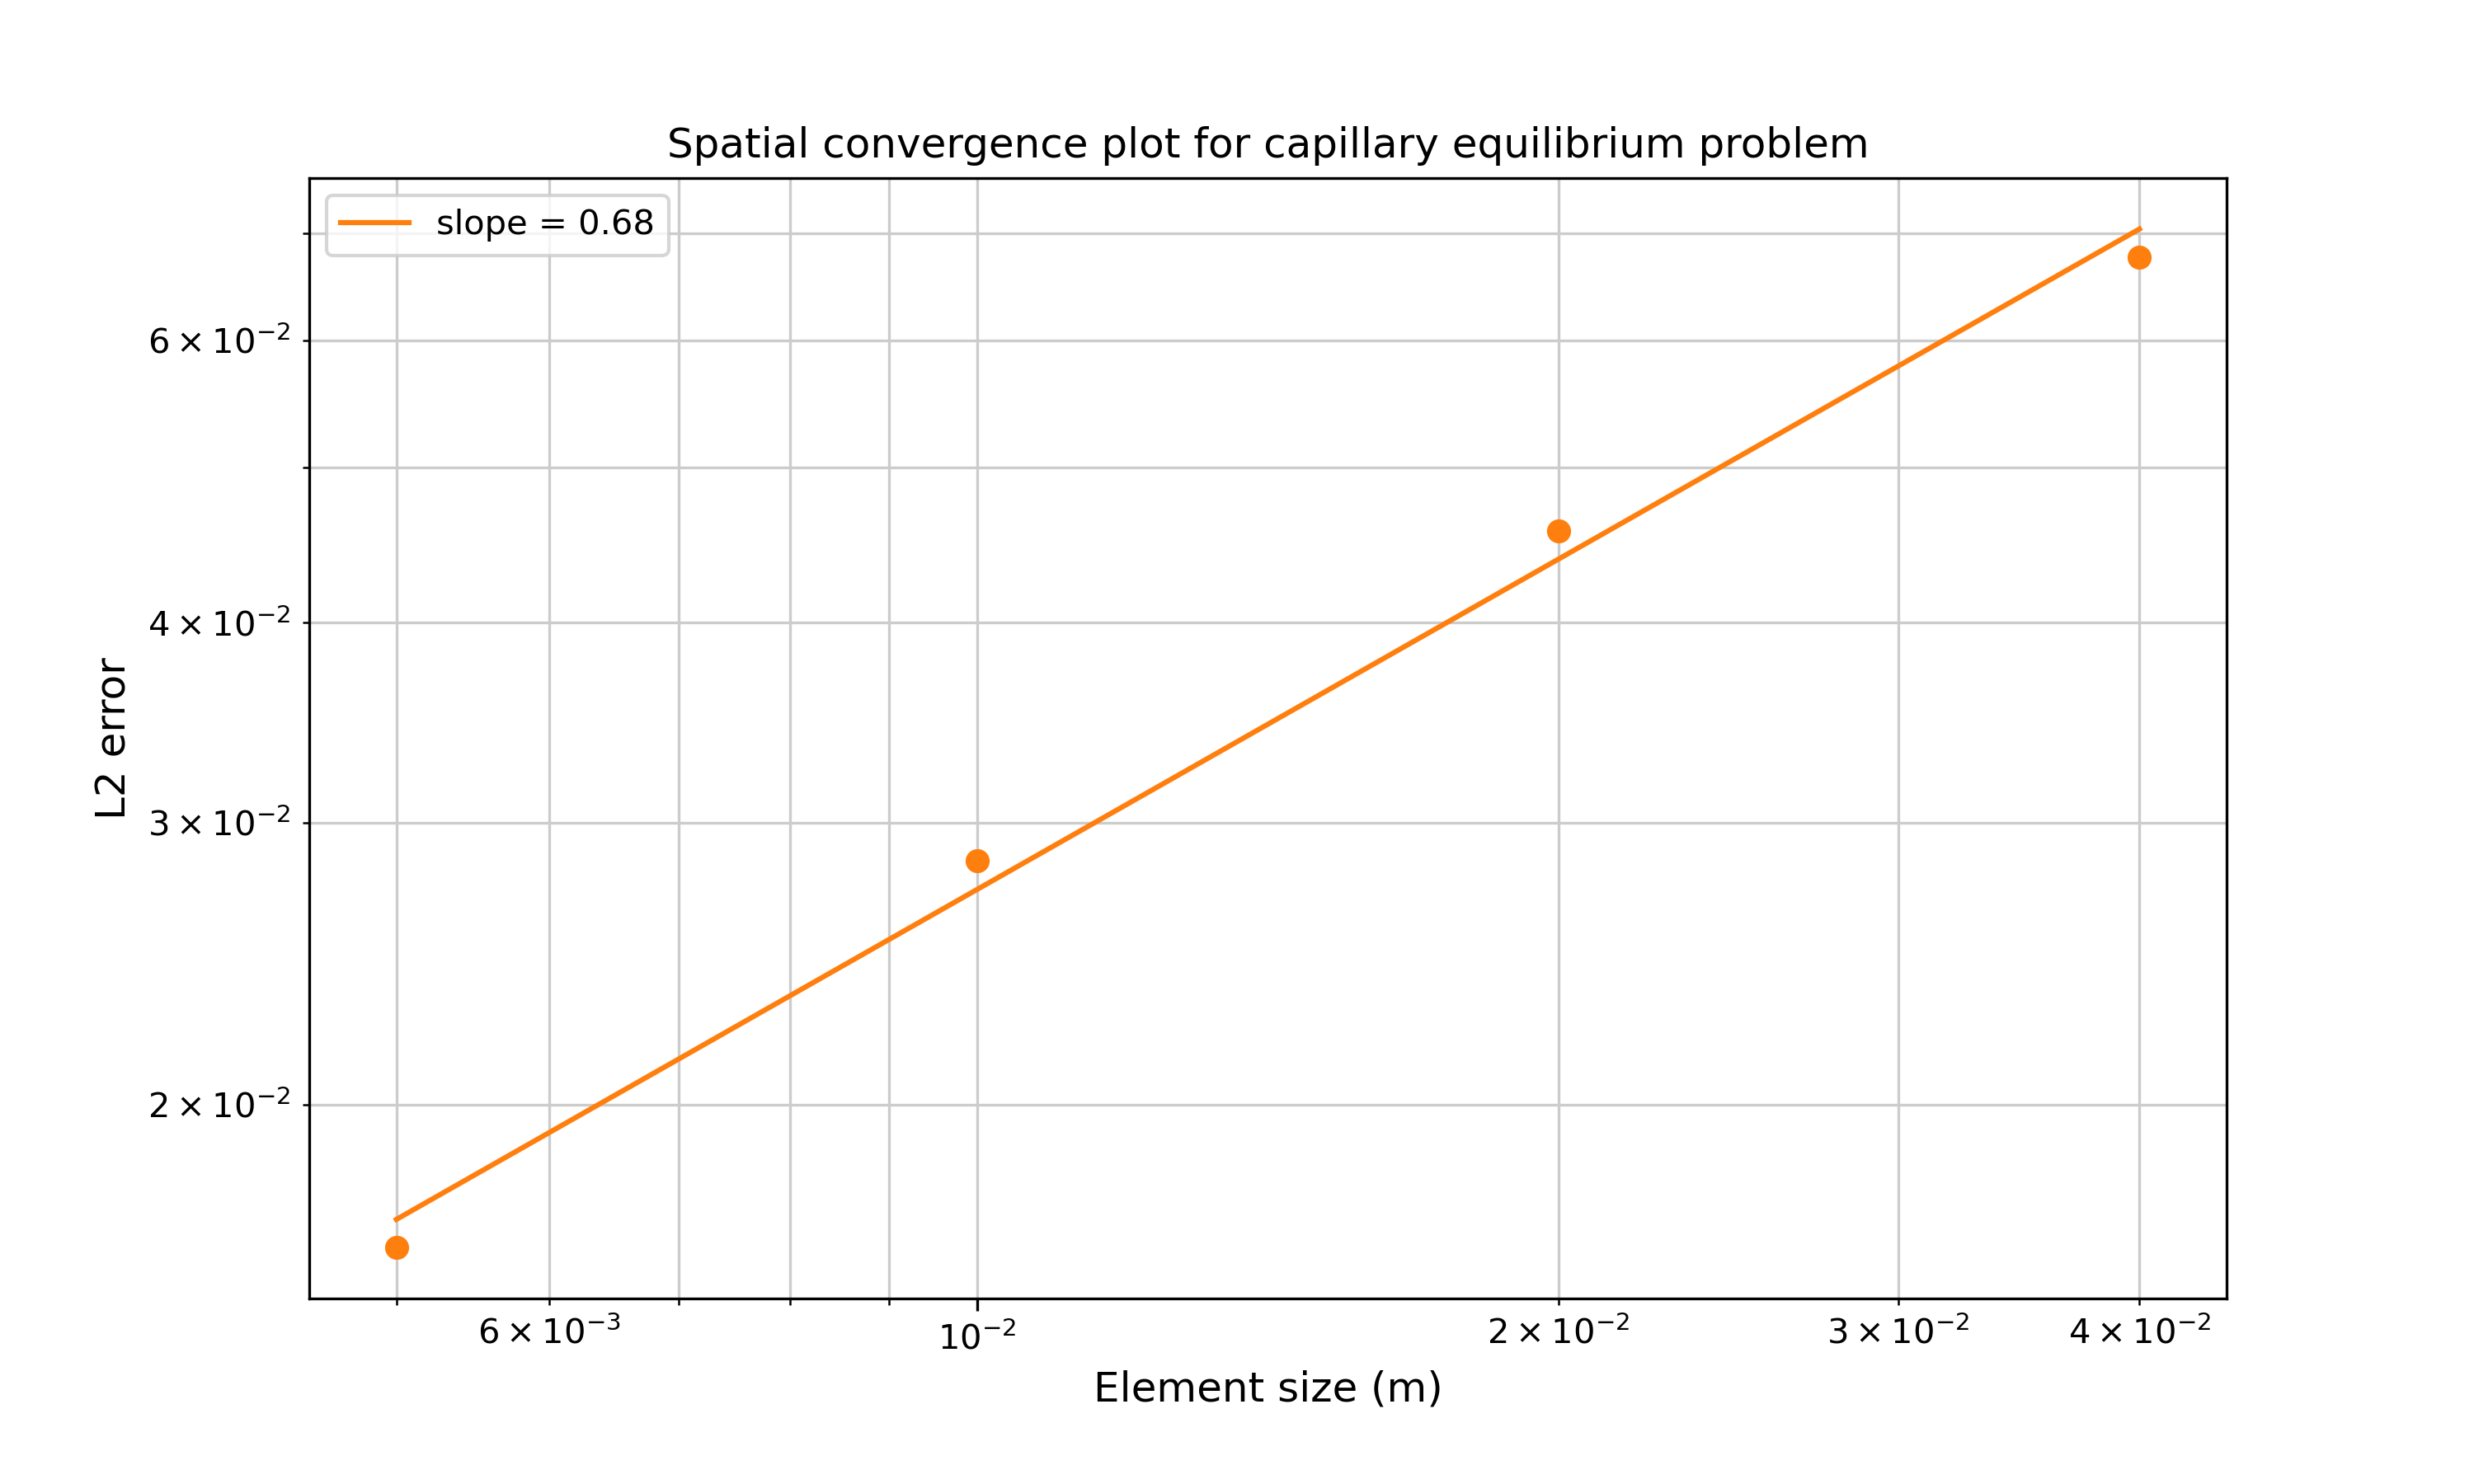 Spatial convergence plot for capillary equilibrium problem
slope = 0.68
6 × 10⁻²
4 × 10⁻²
3 × 10⁻²
2 × 10⁻²
L2 error
6 × 10⁻³
10⁻²
2 × 10⁻²
3 × 10⁻²
4 × 10⁻²
Element size (m)